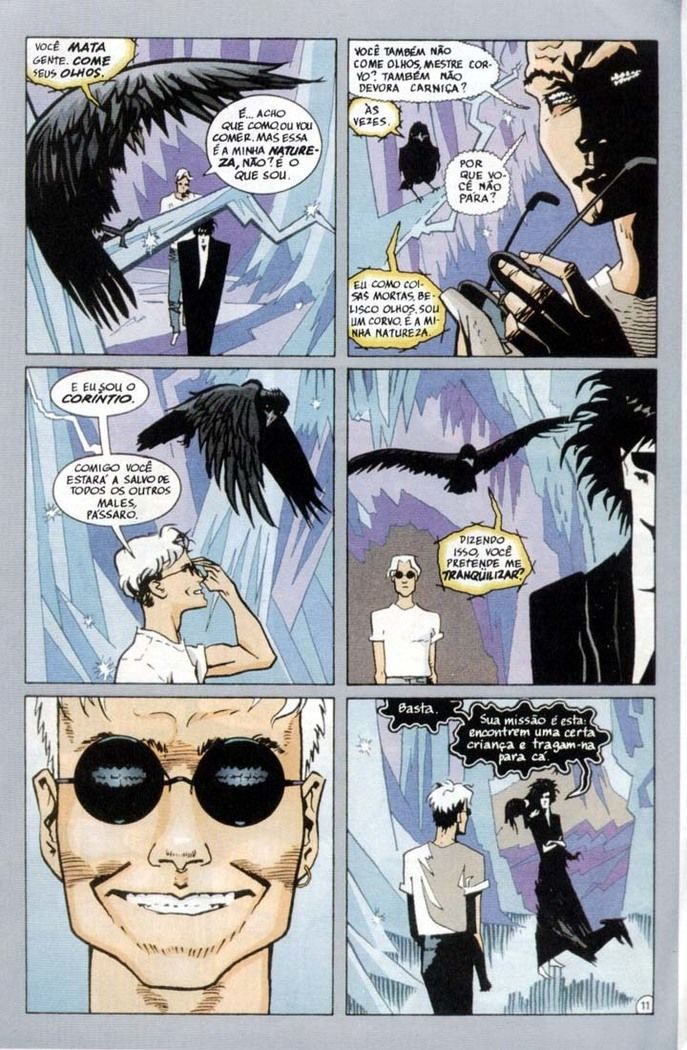 VOCÊ MATA
GENTE. COME
SEUS OLHOS.
É... ACHO
QUE COMO, OU VOU
COMER. MAS ESSA
É A MINHA NATURE-
ZA, NÃO? É O
QUE SOU.
VOCÊ TAMBÉM NÃO
COME OLHOS, MESTRE COR-
VO? TAMBÉM NÃO
DEVORA CARNIÇA?
ÀS
VEZES.
POR
QUE VO-
CÊ NÃO
PARA?
EU COMO COI-
SAS MORTAS, BE-
LISCO OLHOS. SOU
UM CORVO. É A MI-
NHA NATUREZA.
E EU SOU O
CORÍNTIO.
COMIGO VOCÊ
ESTARÁ A SALVO DE
TODOS OS OUTROS
MALES,
PÁSSARO.
DIZENDO
ISSO, VOCÊ
PRETENDE ME
TRANQÜILIZAR?
Basta.
Sua missão é esta:
encontrem uma certa
criança e tragam-na
para cá.
11